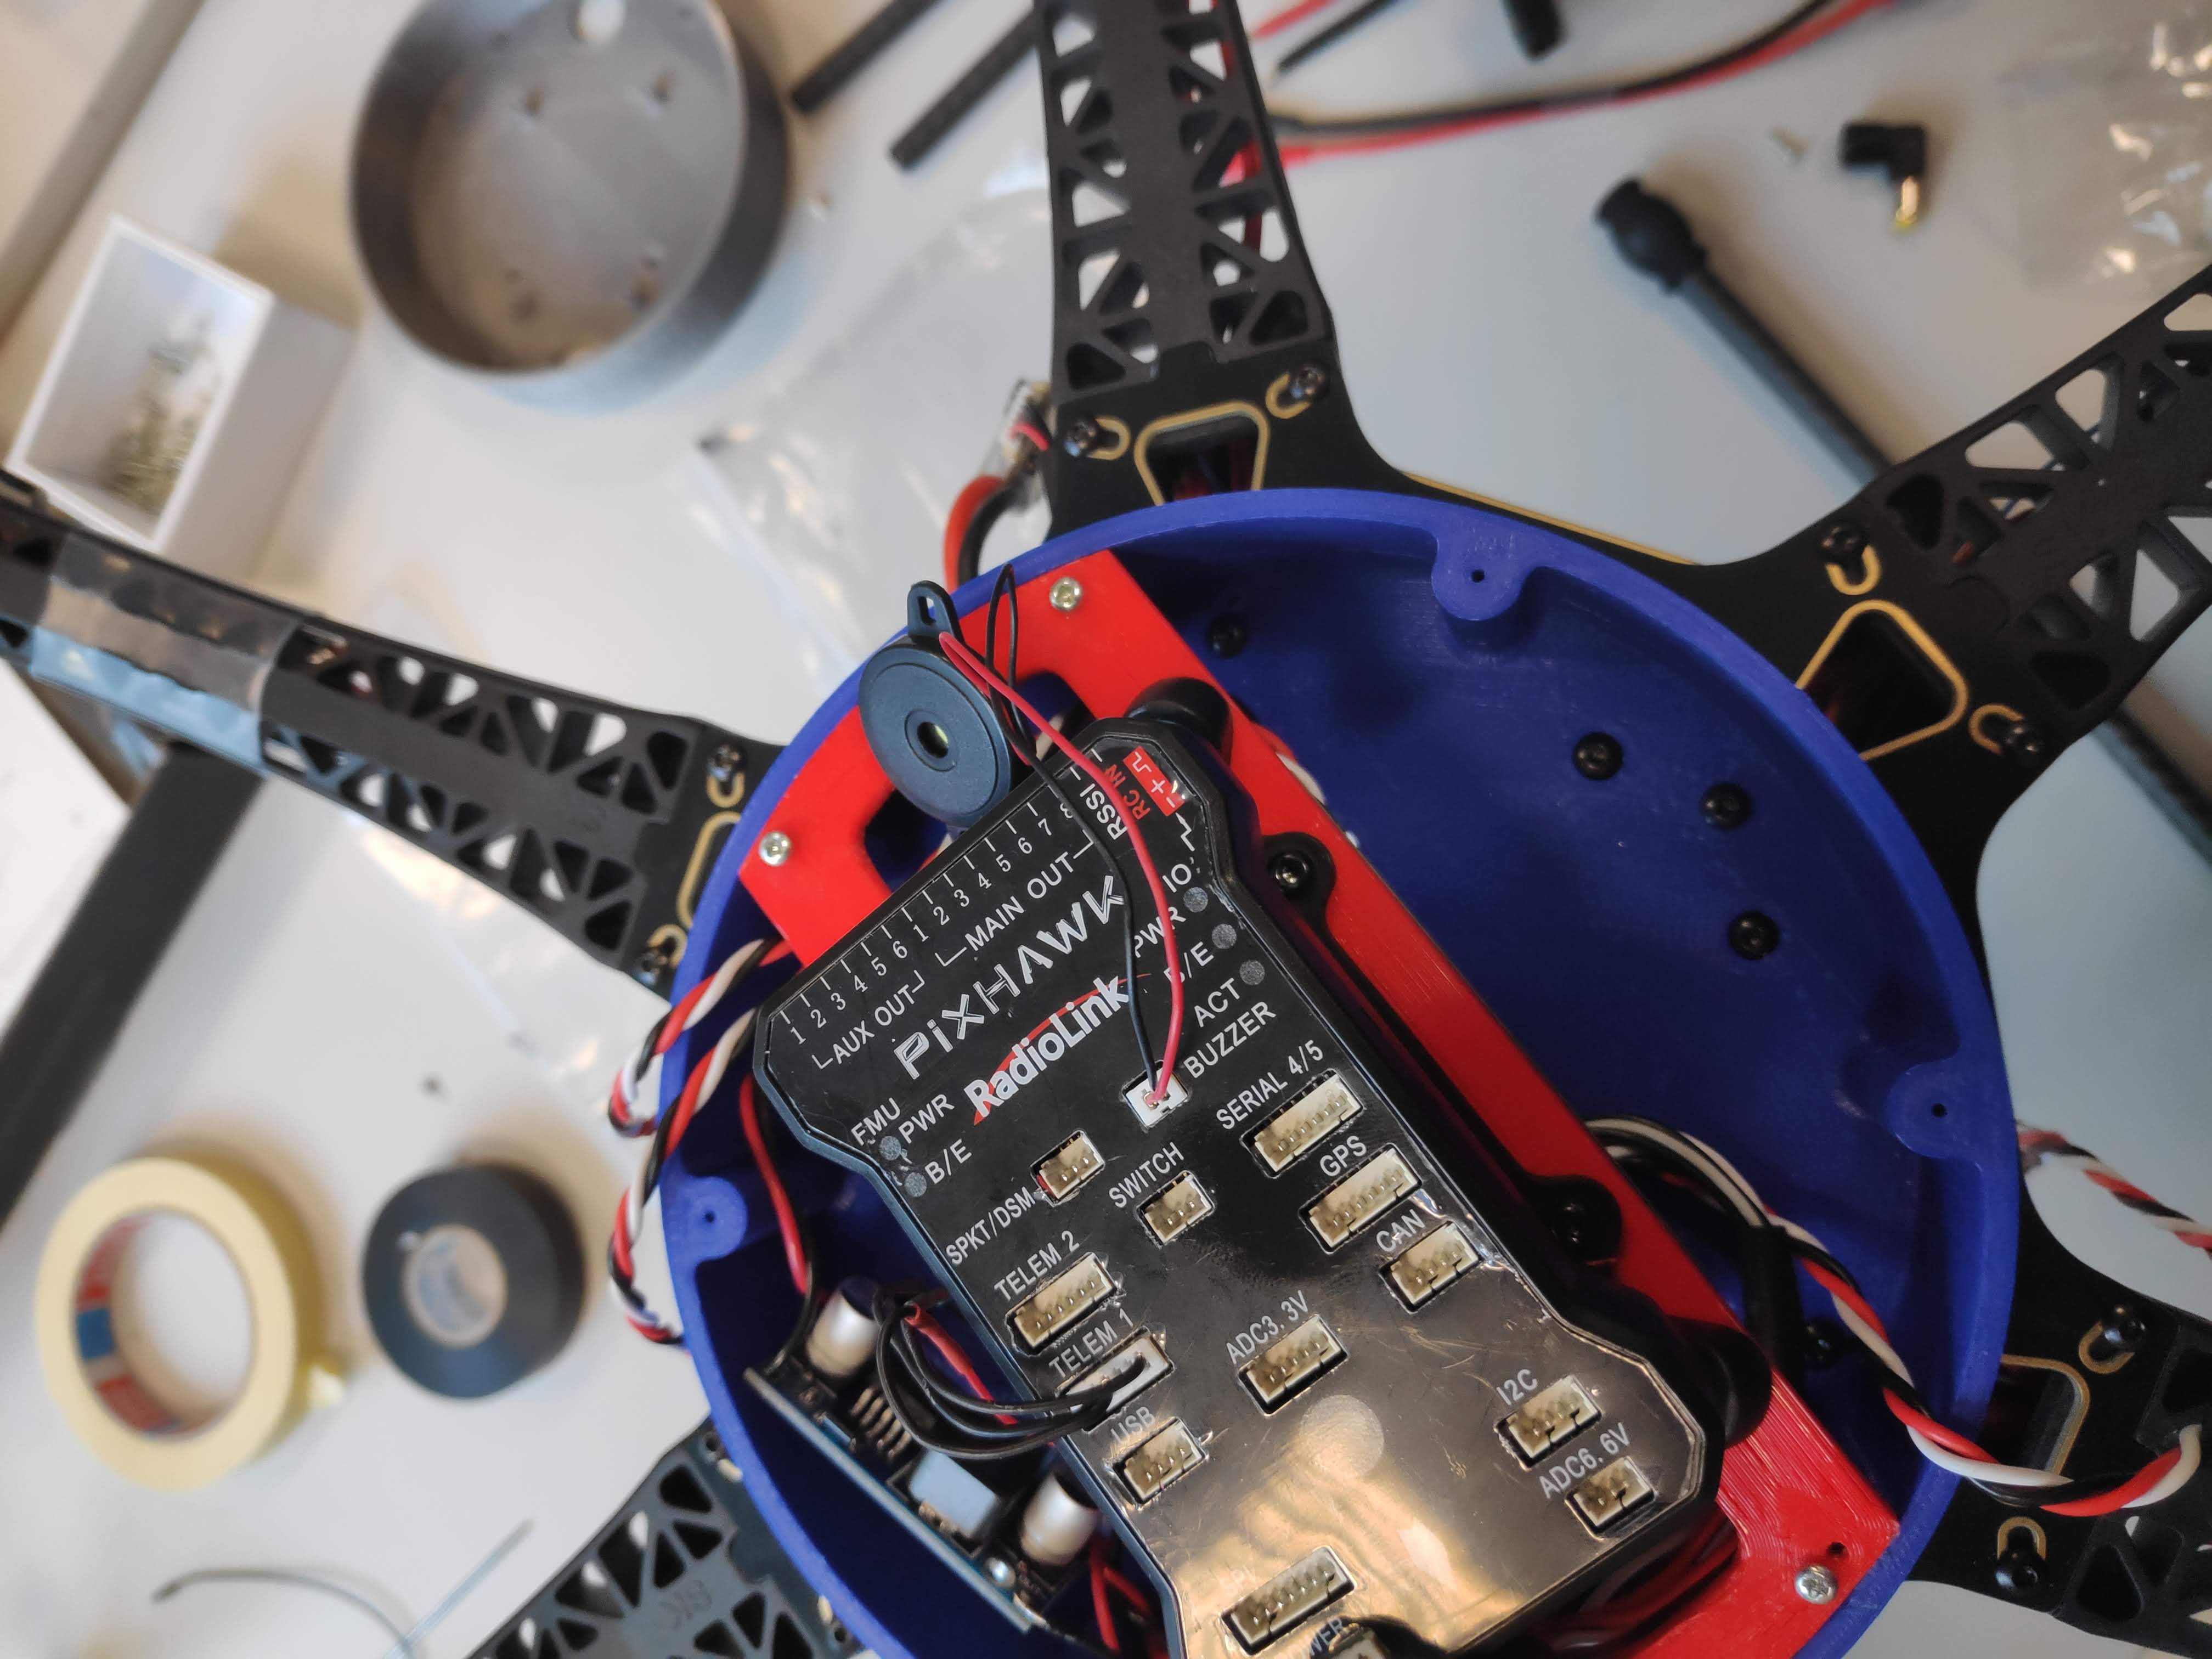 1 2 3 4 5 6 1 2 3 4 5 6 7 8
AUX OUT
MAIN OUT
RSSI
RC IN
- +
FMU
PWR
B/E
PiXHAWK
RadioLink
SPKT/DSM
TELEM 2
TELEM 1
USB
SWITCH
BUZZER
PWR IO
B/E
ACT
ADC3.3V
SERIAL 4/5
GPS
CAN
I2C
ADC6.6V